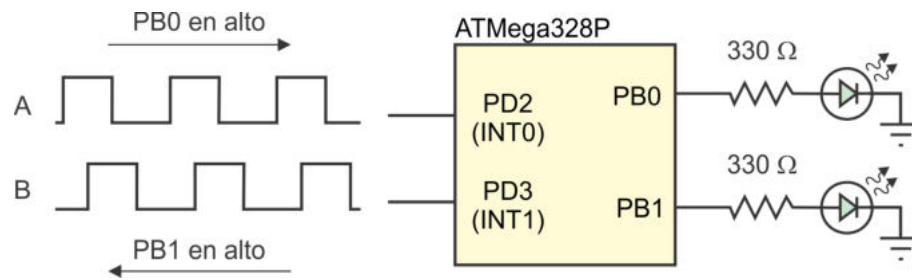 PB0 en alto
A
B
PB1 en alto
ATMega328P
PD2
(INT0)
PD3
(INT1)
PB0
PB1
330 Ω
330 Ω